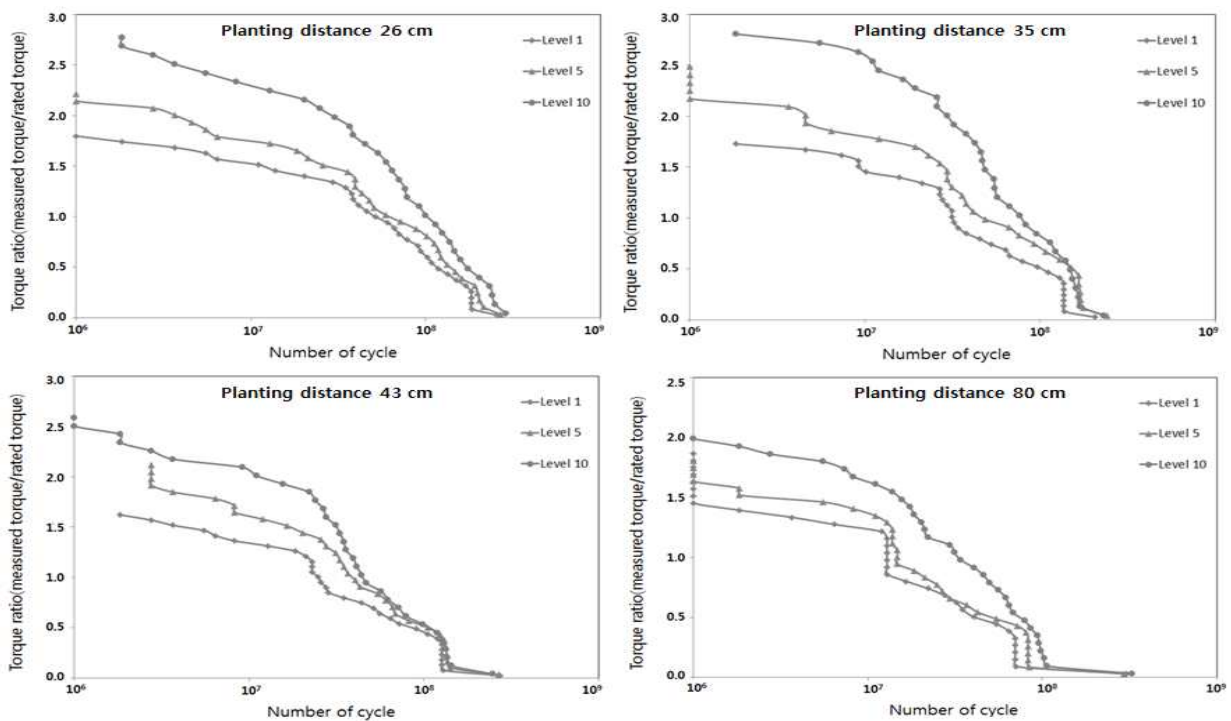 Planting distance 26 cm
Torque ratio(measured torque/rated torque)
3.0
2.5
2.0
1.5
1.0
0.5
0.0
Level 1
Level 5
Level 10
10⁶
10⁷
10⁸
10⁹
Number of cycle
Planting distance 35 cm
Torque ratio(measured torque/rated torque)
3.0
2.5
2.0
1.5
1.0
0.5
0.0
Level 1
Level 5
Level 10
10⁶
10⁷
10⁸
10⁹
Number of cycle
Planting distance 43 cm
Torque ratio(measured torque/rated torque)
3.0
2.5
2.0
1.5
1.0
0.5
0.0
Level 1
Level 5
Level 10
10⁶
10⁷
10⁸
10⁹
Number of cycle
Planting distance 80 cm
Torque ratio(measured torque/rated torque)
2.5
2.0
1.5
1.0
0.5
0.0
Level 1
Level 5
Level 10
10⁶
10⁷
10⁸
10⁹
Number of cycle